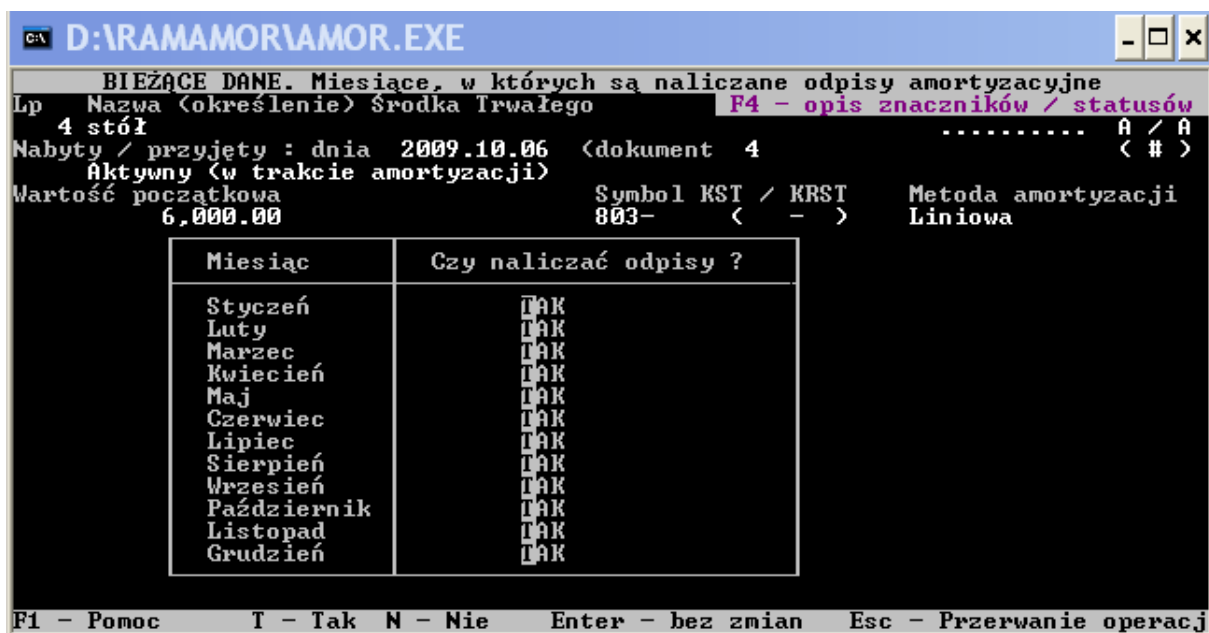 D:\RAMAMOR\AMOR.EXE
BIEŻĄCE DANE. Miesiące, w których są naliczane odpisy amortyzacyjne
Lp Nazwa (określenie) Środka Trwałego F4 - opis znaczników / statusów
4 stół .......... A / A
Nabyty / przyjęty : dnia 2009.10.06 (dokument 4 ( # )
Aktywny (w trakcie amortyzacji)
Wartość początkowa Symbol KST / KRST Metoda amortyzacji
6,000.00 803- ( - ) Liniowa
Miesiąc Czy naliczać odpisy ?
Styczeń TAK
Luty TAK
Marzec TAK
Kwiecień TAK
Maj TAK
Czerwiec TAK
Lipiec TAK
Sierpień TAK
Wrzesień TAK
Październik TAK
Listopad TAK
Grudzień TAK
F1 - Pomoc T - Tak N - Nie Enter - bez zmian Esc - Przerwanie operacj